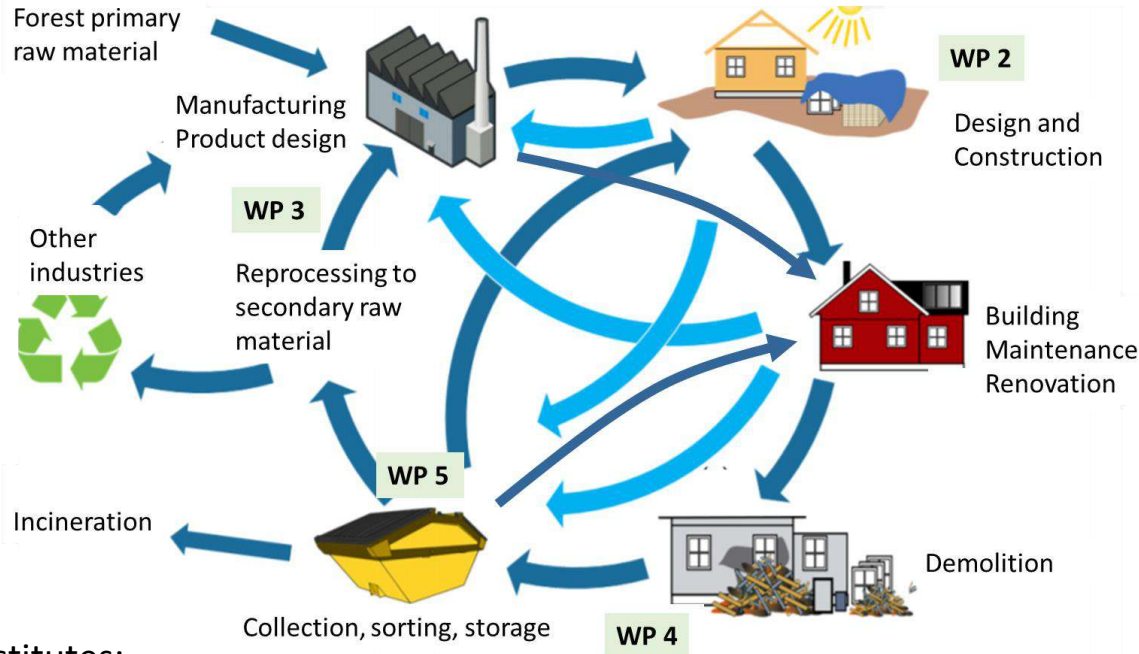 Forest primary
raw material
Manufacturing
Product design
WP 2
Design and
Construction
WP 3
Other
industries
Reprocessing to
secondary raw
material
Building
Maintenance
Renovation
WP 5
Incineration
Demolition
Collection, sorting, storage
WP 4